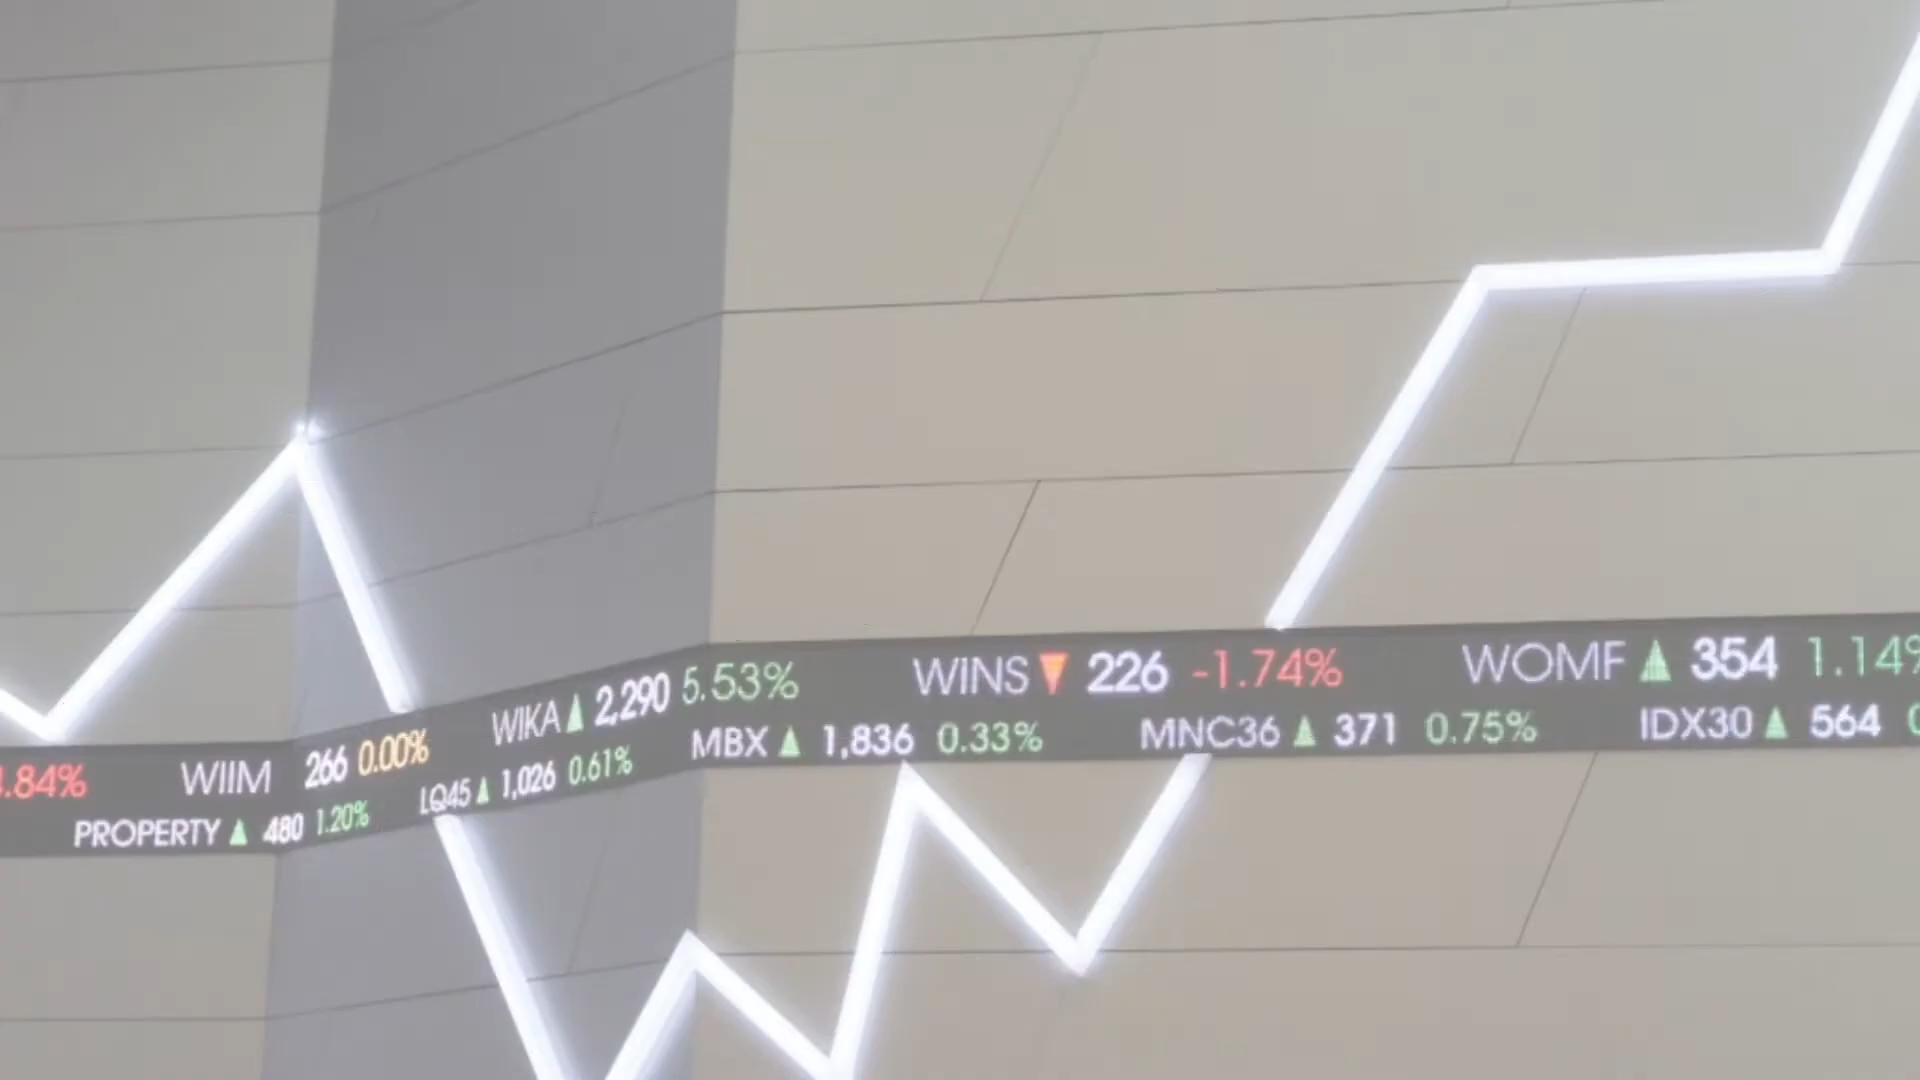 .84% WIIM 266 0.00% WIKA▲ 2,290 5.53% WINS▼ 226 -1.74% WOMF▲ 354 1.14%
PROPERTY▲ 480 1.20% LQ45▲ 1,026 0.61% MBX▲ 1,836 0.33% MNC36▲ 371 0.75% IDX30▲ 564